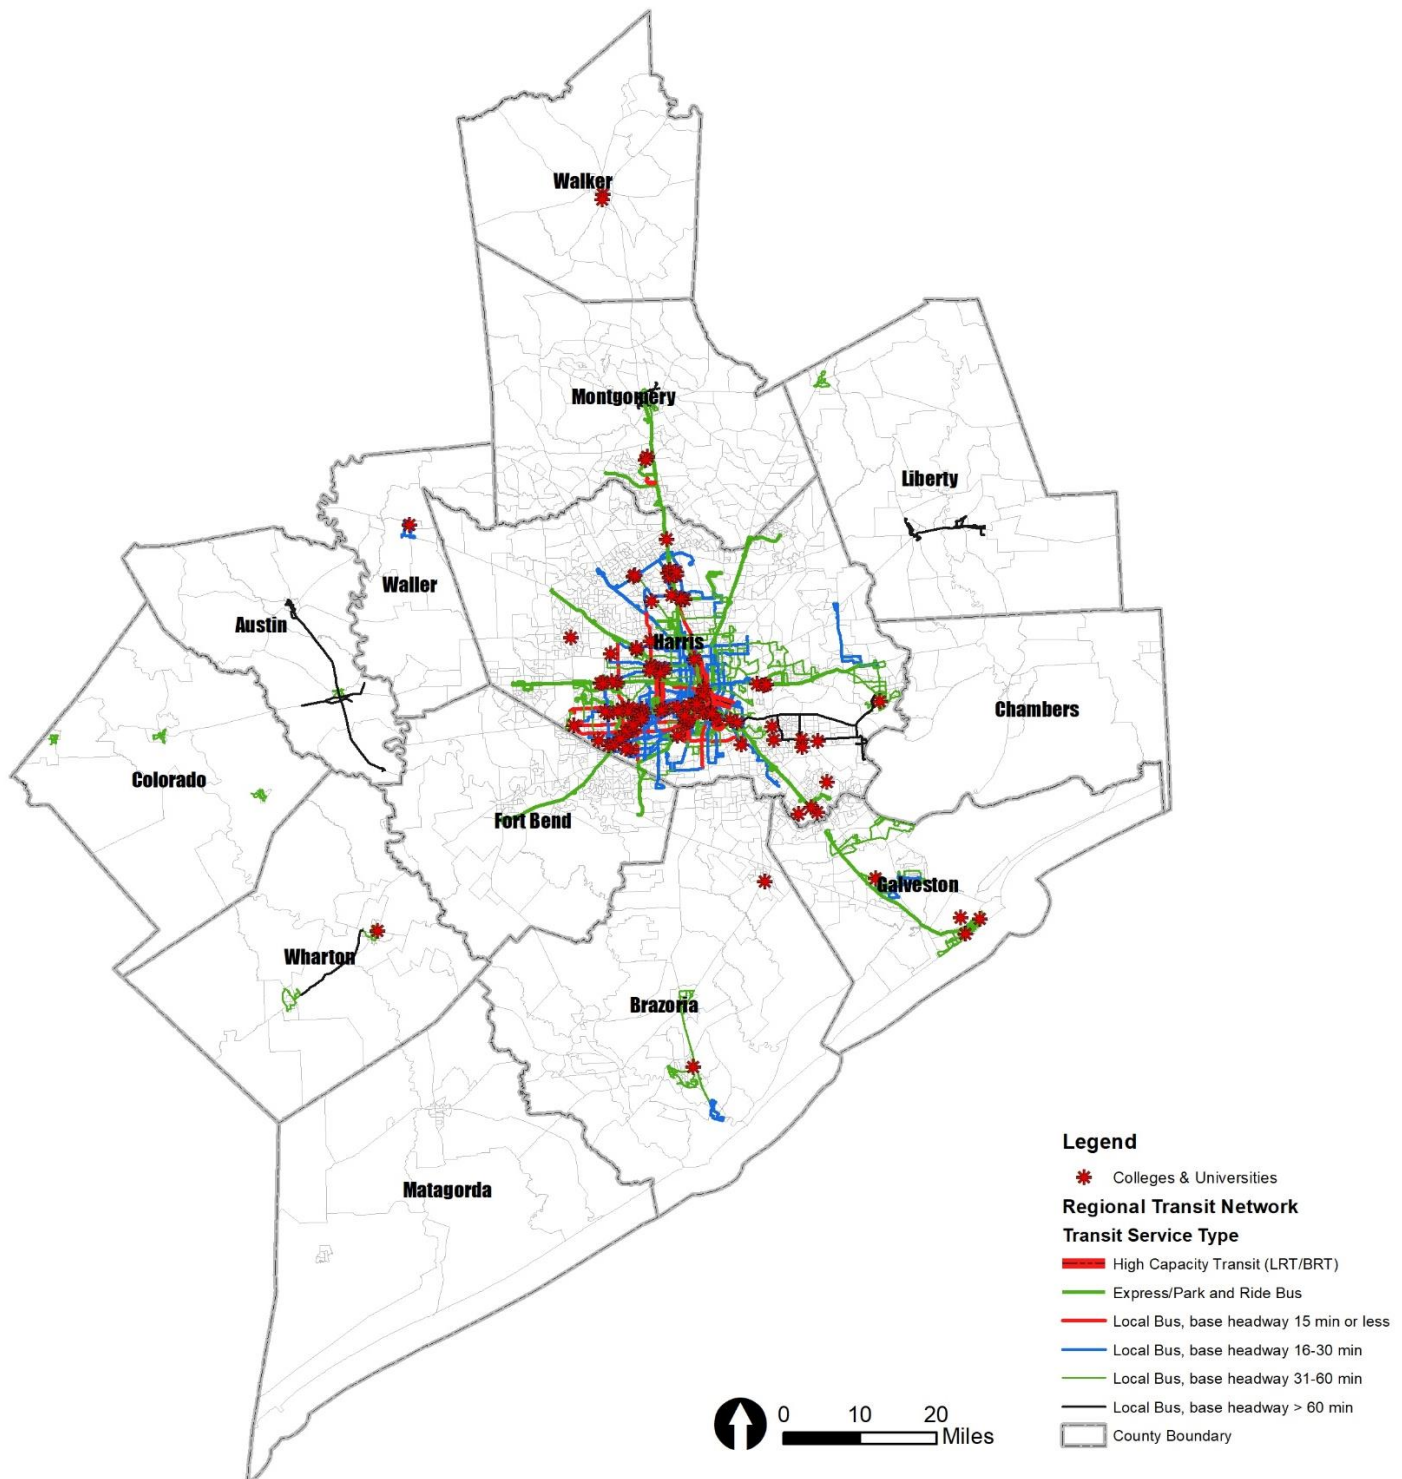 Walker
Montgomery
Liberty
Waller
Austin
Harris
Chambers
Colorado
Fort Bend
Galveston
Wharton
Brazoria
Matagorda
Legend
Colleges & Universities
Regional Transit Network
Transit Service Type
High Capacity Transit (LRT/BRT)
Express/Park and Ride Bus
Local Bus, base headway 15 min or less
Local Bus, base headway 16-30 min
Local Bus, base headway 31-60 min
Local Bus, base headway > 60 min
County Boundary
0 10 20
Miles